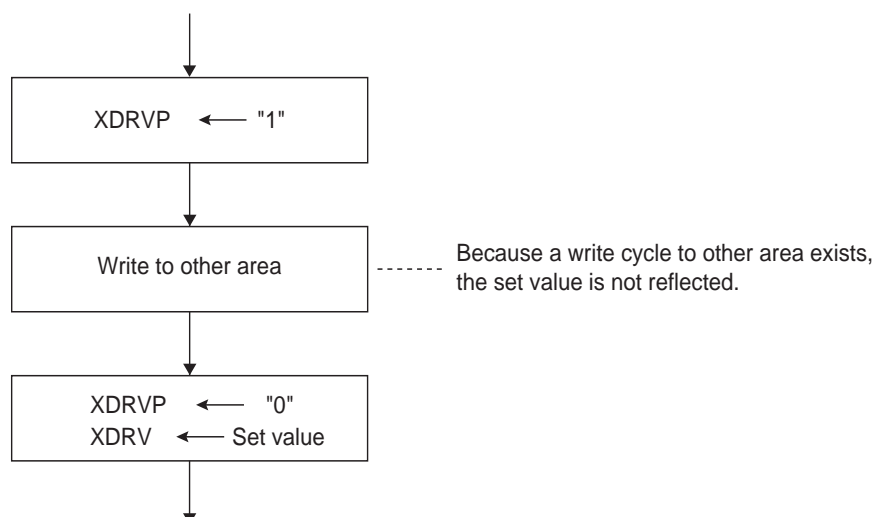 XDRVP ← "1"
Write to other area
Because a write cycle to other area exists,
the set value is not reflected.
XDRVP ← "0"
XDRV ← Set value